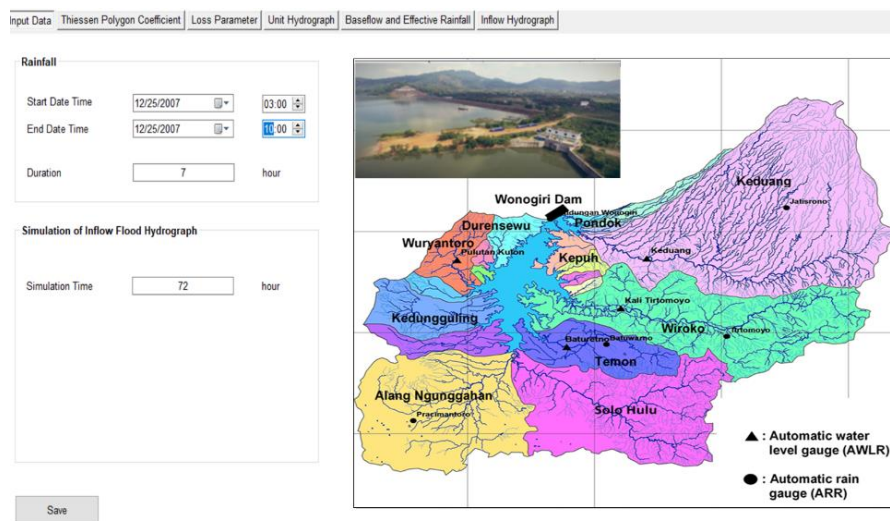 Input Data Thiessen Polygon Coefficient Loss Parameter Unit Hydrograph Baseflow and Effective Rainfall Inflow Hydrograph
Rainfall
Start Date Time 12/25/2007 03:00
End Date Time 12/25/2007 10:00
Duration 7 hour
Simulation of Inflow Flood Hydrograph
Simulation Time 72 hour
Save
Keduang
Jatisrono
Wonogiri Dam
Wonogiri
Pondok
Durensewu
Wuryantoro
Pulutan Kulon
Kepuh
Keduang
Kali Tirtomoyo
Kedungguling
Wiroko
Tirtomoyo
Baturetno
Batuwarno
Temon
Alang Ngunggahan
Pracimantoro
Solo Hulu
: Automatic water
level gauge (AWLR)
: Automatic rain
gauge (ARR)